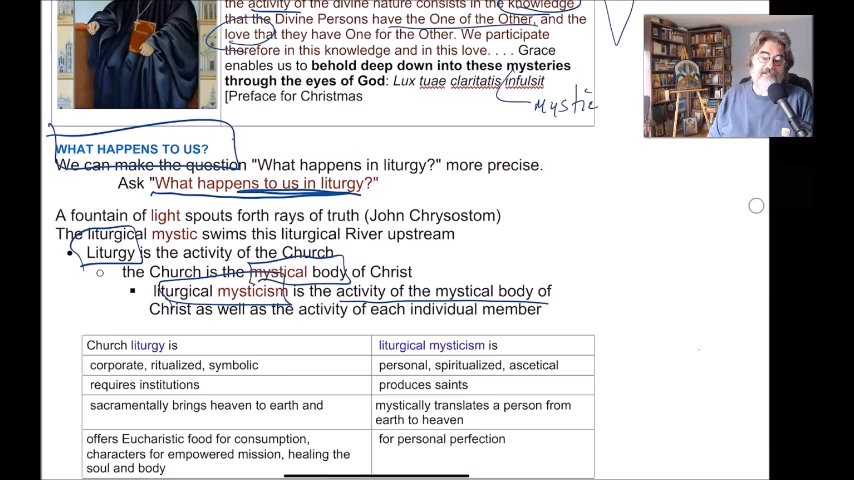 the activity of the divine nature consists in the knowledge
that the Divine Persons have the One of the Other, and the
love that they have One for the Other. We participate
therefore in this knowledge and in this love. . . . Grace
enables us to behold deep down into these mysteries
through the eyes of God: Lux tuae claritatis infulsit
[Preface for Christmas
mystic
WHAT HAPPENS TO US?
We can make the question "What happens in liturgy?" more precise.
Ask "What happens to us in liturgy?"
A fountain of light spouts forth rays of truth (John Chrysostom)
The liturgical mystic swims this liturgical River upstream
• Liturgy is the activity of the Church
○ the Church is the mystical body of Christ
▪ liturgical mysticism is the activity of the mystical body of
Christ as well as the activity of each individual member
Church liturgy is liturgical mysticism is
corporate, ritualized, symbolic personal, spiritualized, ascetical
requires institutions produces saints
sacramentally brings heaven to earth and mystically translates a person from
earth to heaven
offers Eucharistic food for consumption, for personal perfection
characters for empowered mission, healing the
soul and body